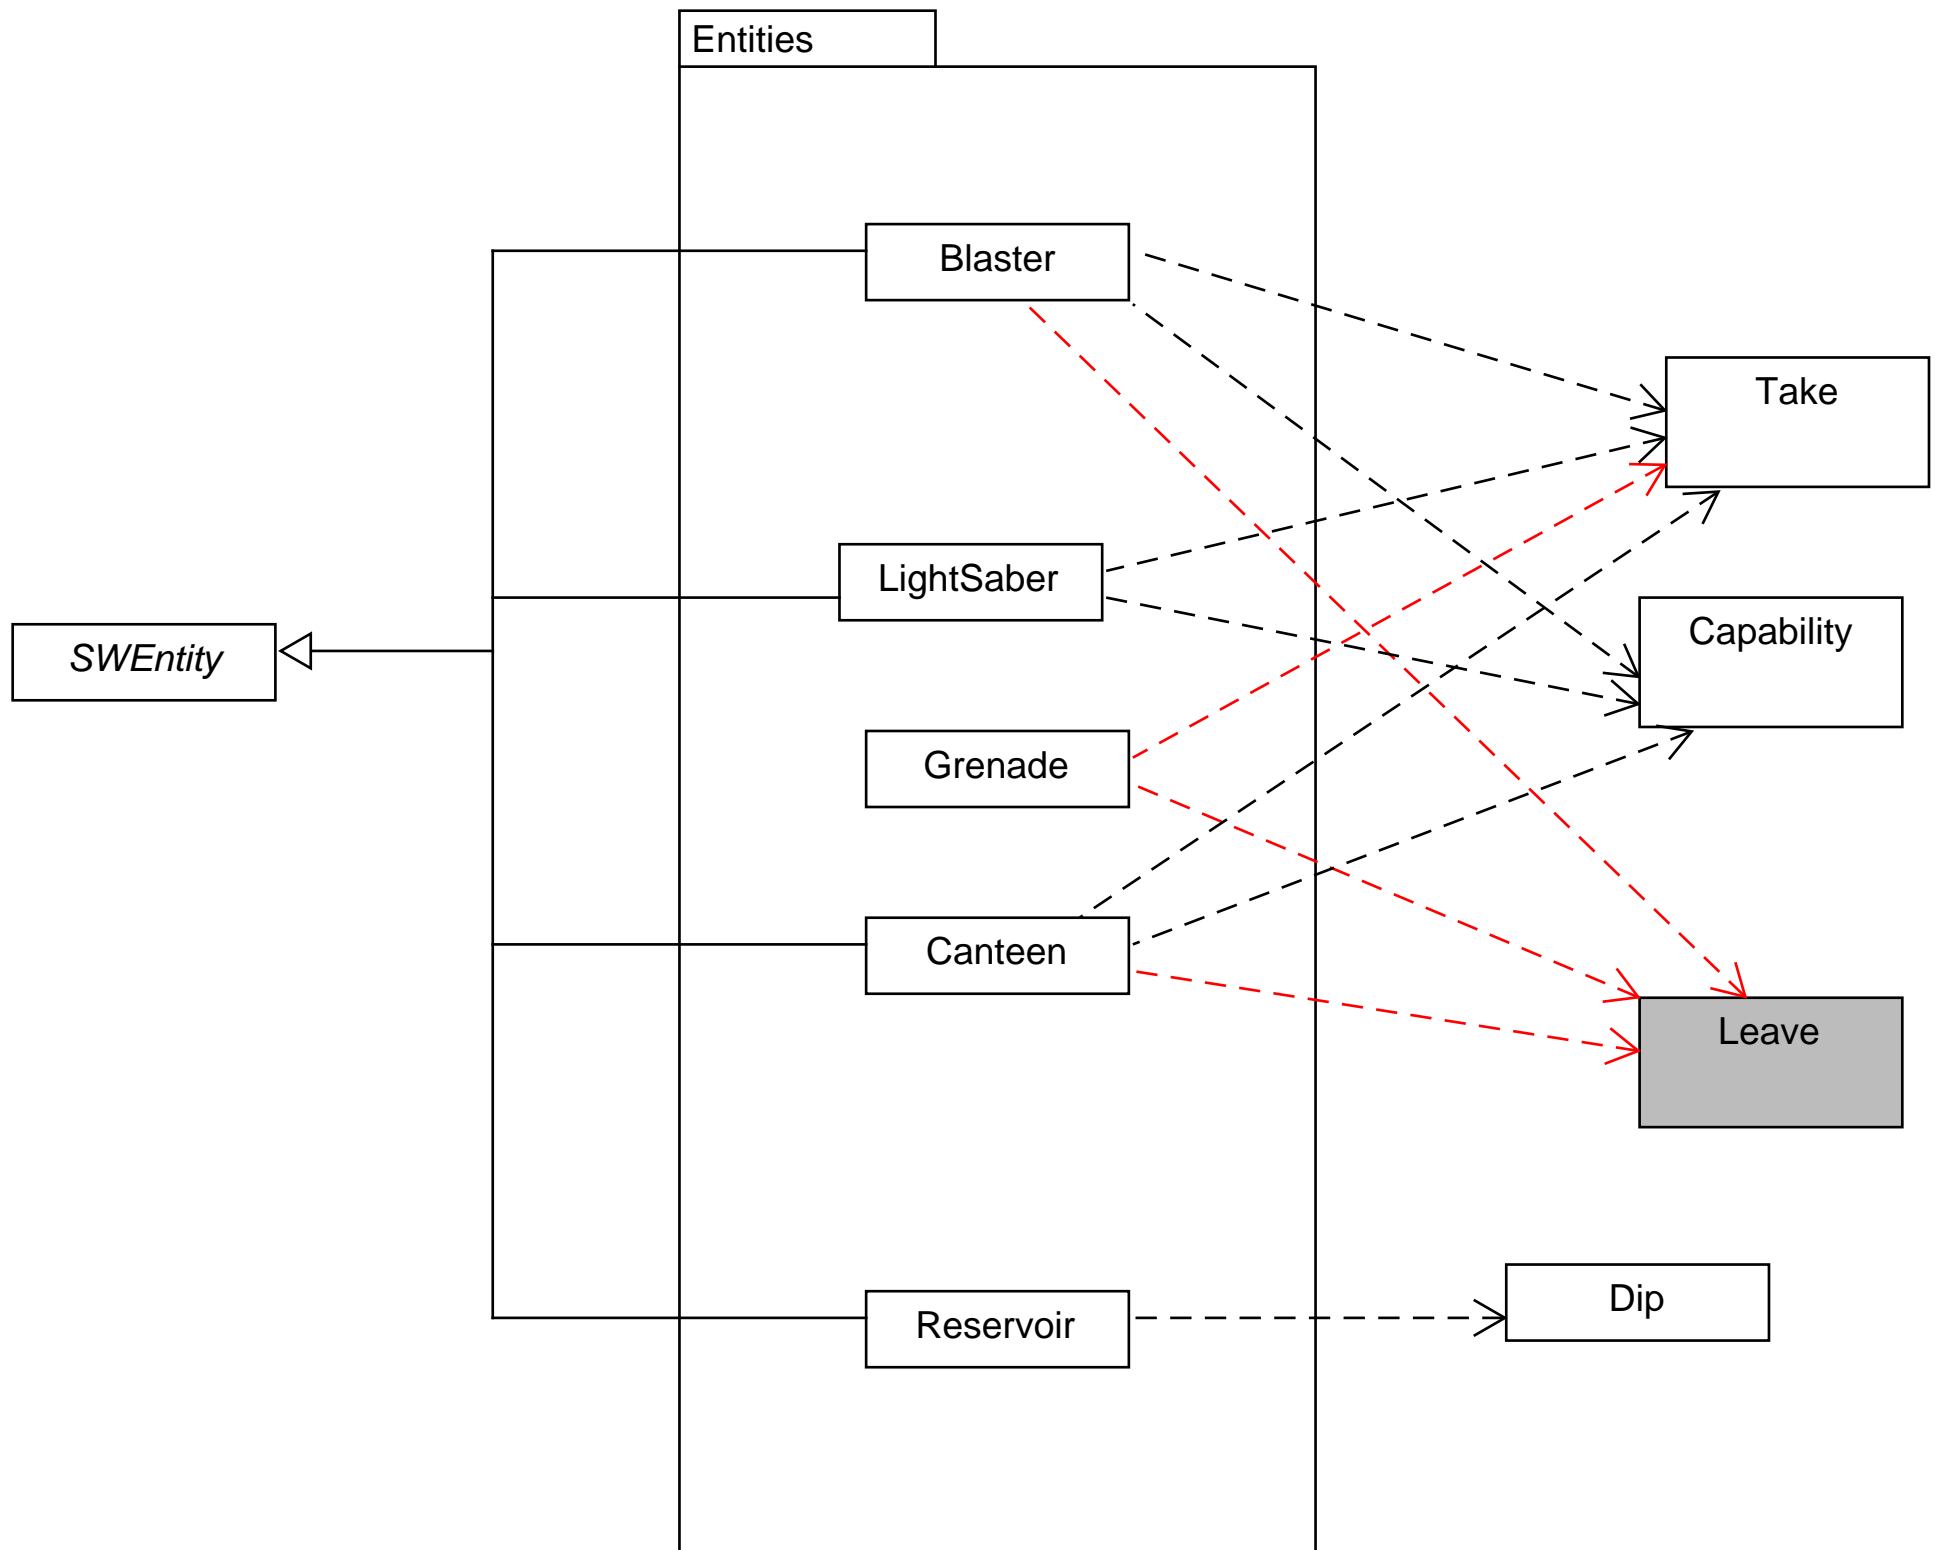 Entities
Blaster
Take
LightSaber
Capability
SWEntity
Grenade
Canteen
Leave
Dip
Reservoir